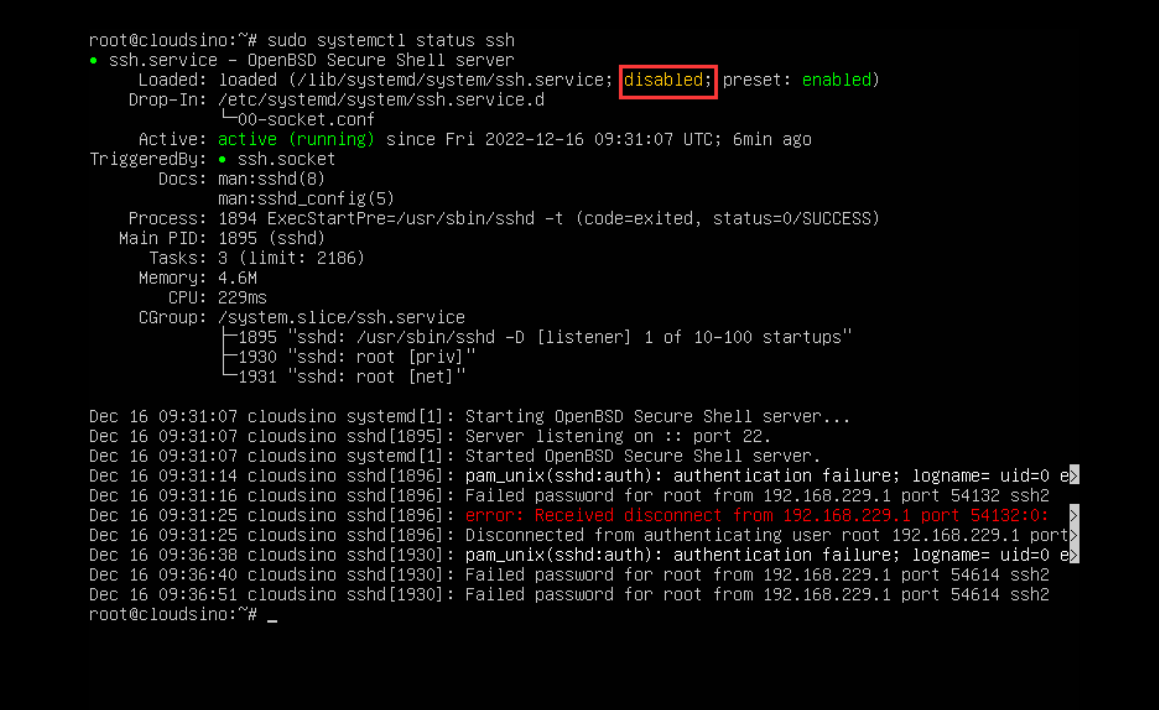 root@cloudsino:~# sudo systemctl status ssh
● ssh.service - OpenBSD Secure Shell server
     Loaded: loaded (/lib/systemd/system/ssh.service; disabled; preset: enabled)
    Drop-In: /etc/systemd/system/ssh.service.d
             └─00-socket.conf
     Active: active (running) since Fri 2022-12-16 09:31:07 UTC; 6min ago
TriggeredBy: ● ssh.socket
       Docs: man:sshd(8)
             man:sshd_config(5)
    Process: 1894 ExecStartPre=/usr/sbin/sshd -t (code=exited, status=0/SUCCESS)
   Main PID: 1895 (sshd)
      Tasks: 3 (limit: 2186)
     Memory: 4.6M
        CPU: 229ms
     CGroup: /system.slice/ssh.service
             ├─1895 "sshd: /usr/sbin/sshd -D [listener] 1 of 10-100 startups"
             ├─1930 "sshd: root [priv]"
             └─1931 "sshd: root [net]"
Dec 16 09:31:07 cloudsino systemd[1]: Starting OpenBSD Secure Shell server...
Dec 16 09:31:07 cloudsino sshd[1895]: Server listening on :: port 22.
Dec 16 09:31:07 cloudsino systemd[1]: Started OpenBSD Secure Shell server.
Dec 16 09:31:14 cloudsino sshd[1896]: pam_unix(sshd:auth): authentication failure; logname= uid=0 e>
Dec 16 09:31:16 cloudsino sshd[1896]: Failed password for root from 192.168.229.1 port 54132 ssh2
Dec 16 09:31:25 cloudsino sshd[1896]: error: Received disconnect from 192.168.229.1 port 54132:0:  >
Dec 16 09:31:25 cloudsino sshd[1896]: Disconnected from authenticating user root 192.168.229.1 port>
Dec 16 09:36:38 cloudsino sshd[1930]: pam_unix(sshd:auth): authentication failure; logname= uid=0 e>
Dec 16 09:36:40 cloudsino sshd[1930]: Failed password for root from 192.168.229.1 port 54614 ssh2
Dec 16 09:36:51 cloudsino sshd[1930]: Failed password for root from 192.168.229.1 port 54614 ssh2
root@cloudsino:~# _